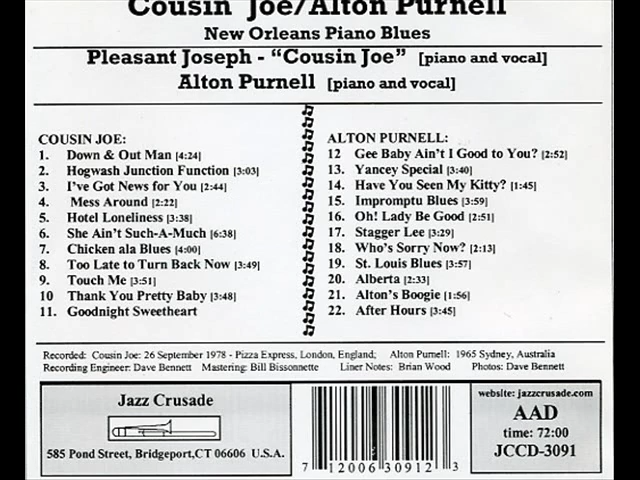 Cousin Joe/Alton Purnell
New Orleans Piano Blues
Pleasant Joseph - “Cousin Joe” [piano and vocal]
Alton Purnell [piano and vocal]
COUSIN JOE:
1. Down & Out Man [4:24]
2. Hogwash Junction Function [3:03]
3. I've Got News for You [2:44]
4. Mess Around [2:22]
5. Hotel Loneliness [3:38]
6. She Ain't Such-A-Much [6:38]
7. Chicken ala Blues [4:00]
8. Too Late to Turn Back Now [3:49]
9. Touch Me [3:51]
10 Thank You Pretty Baby [3:48]
11. Goodnight Sweetheart
ALTON PURNELL:
12 Gee Baby Ain't I Good to You? [2:52]
13. Yancey Special [3:40]
14. Have You Seen My Kitty? [1:45]
15. Impromptu Blues [3:59]
16. Oh! Lady Be Good [2:51]
17. Stagger Lee [3:29]
18. Who's Sorry Now? [2:13]
19. St. Louis Blues [3:57]
20. Alberta [2:33]
21. Alton's Boogie [1:56]
22. After Hours [3:45]
Recorded: Cousin Joe: 26 September 1978 - Pizza Express, London, England; Alton Purnell: 1965 Sydney, Australia
Recording Engineer: Dave Bennett Mastering: Bill Bissonnette Liner Notes: Brian Wood Photos: Dave Bennett
Jazz Crusade
585 Pond Street, Bridgeport,CT 06606 U.S.A.
7 12006 30912 3
website: jazzcrusade.com
AAD
time: 72:00
JCCD-3091